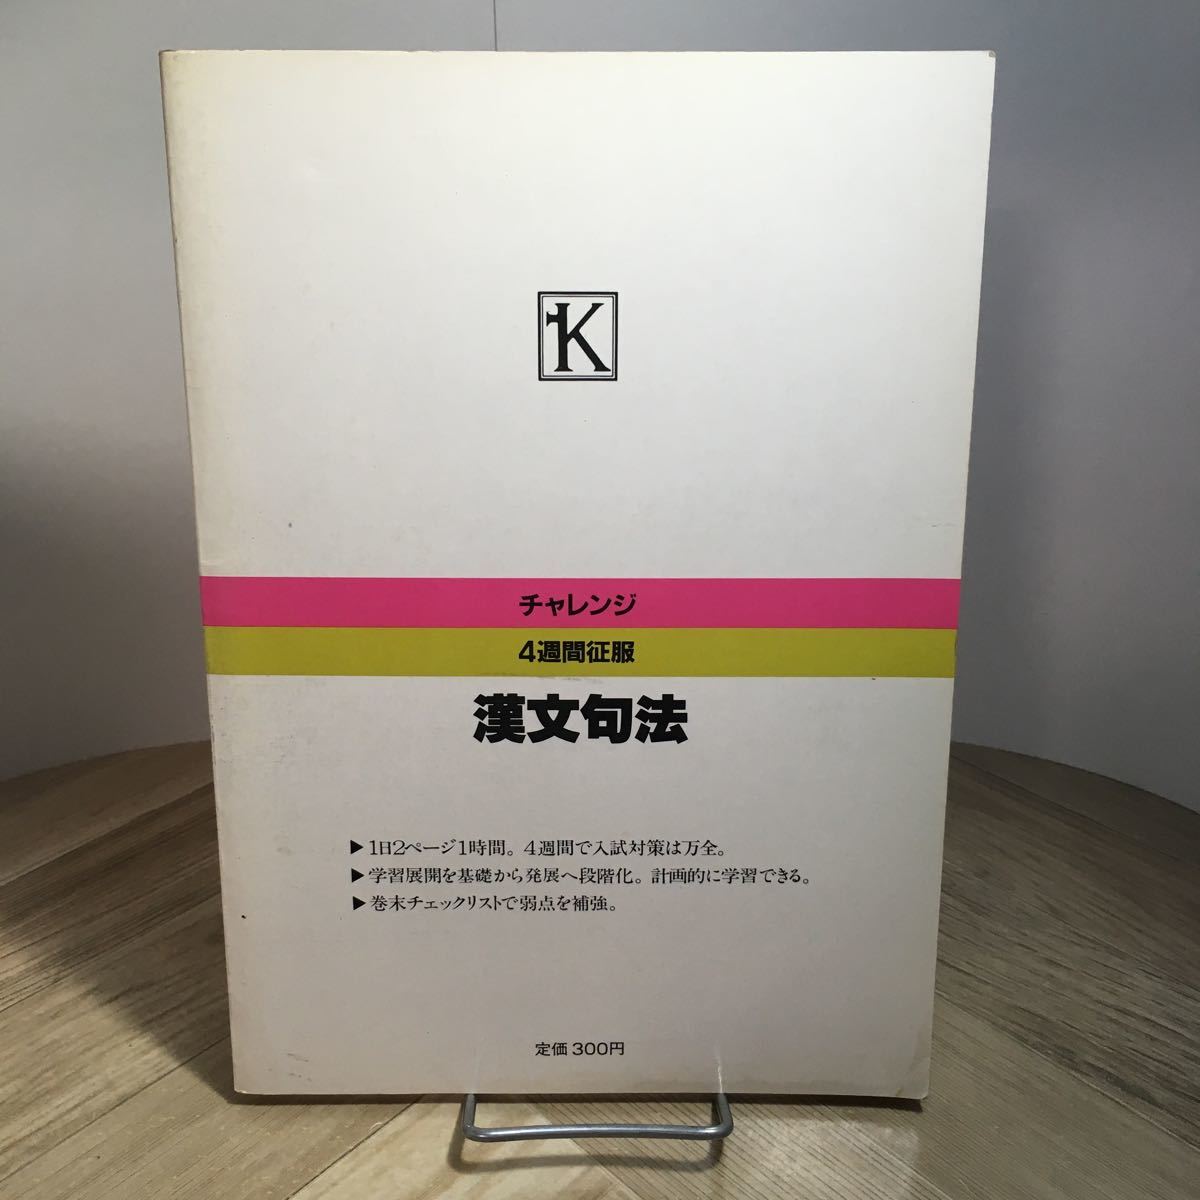 K
チャレンジ
4週間征服
漢文句法
▶1日2ページ1時間。4週間で入試対策は万全。
▶学習展開を基礎から発展へ段階化。計画的に学習できる。
▶巻末チェックリストで弱点を補強。
定価 300円